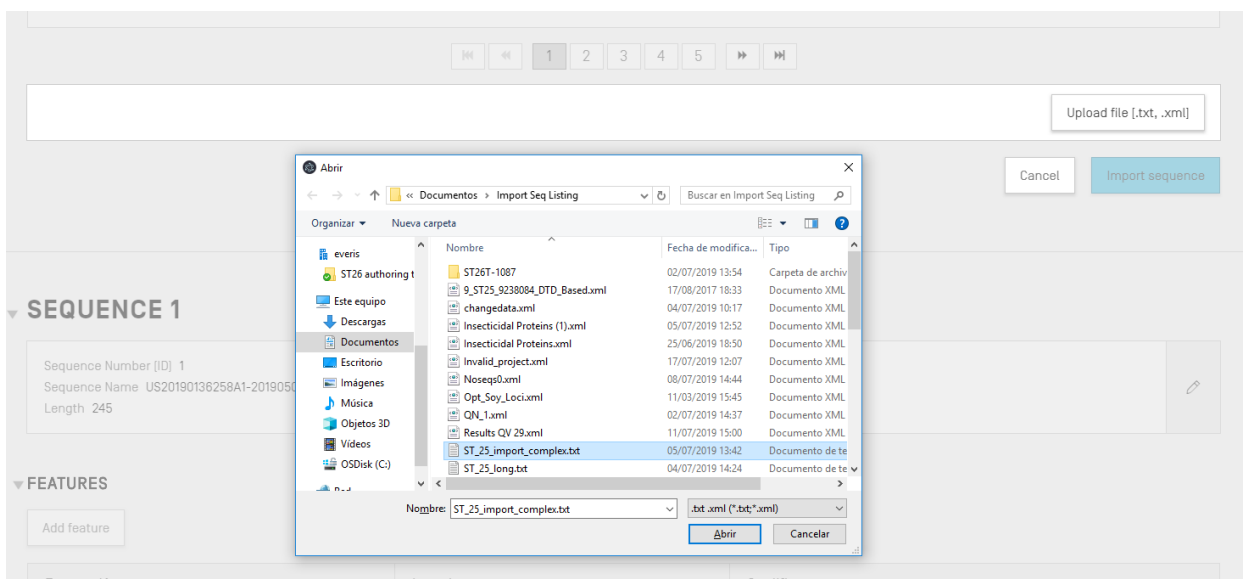 1 2 3 4 5
Upload file [.txt, .xml]
Cancel Import sequence
Abrir
« Documentos > Import Seq Listing
Buscar en Import Seq Listing
Organizar Nueva carpeta
everis
ST26 authoring t
Este equipo
Descargas
Documentos
Escritorio
Imágenes
Música
Objetos 3D
Vídeos
OSDisk (C:)
Nombre Fecha de modifica... Tipo
ST26T-1087 02/07/2019 13:54 Carpeta de archiv
9_ST25_9238084_DTD_Based.xml 17/08/2017 18:33 Documento XML
changedata.xml 04/07/2019 10:17 Documento XML
Insecticidal Proteins (1).xml 05/07/2019 12:52 Documento XML
Insecticidal Proteins.xml 25/06/2019 18:50 Documento XML
Invalid_project.xml 17/07/2019 12:07 Documento XML
Noseqs0.xml 08/07/2019 14:44 Documento XML
Opt_Soy_Loci.xml 11/03/2019 15:45 Documento XML
QN_1.xml 02/07/2019 14:37 Documento XML
Results QV 29.xml 11/07/2019 15:00 Documento XML
ST_25_import_complex.txt 05/07/2019 13:42 Documento de te
ST_25_long.txt 04/07/2019 14:24 Documento de te
Nombre: ST_25_import_complex.txt .txt .xml (*.txt;*.xml)
Abrir Cancelar
SEQUENCE 1
Sequence Number [ID] 1
Sequence Name US20190136258A1-2019050
Length 245
FEATURES
Add feature